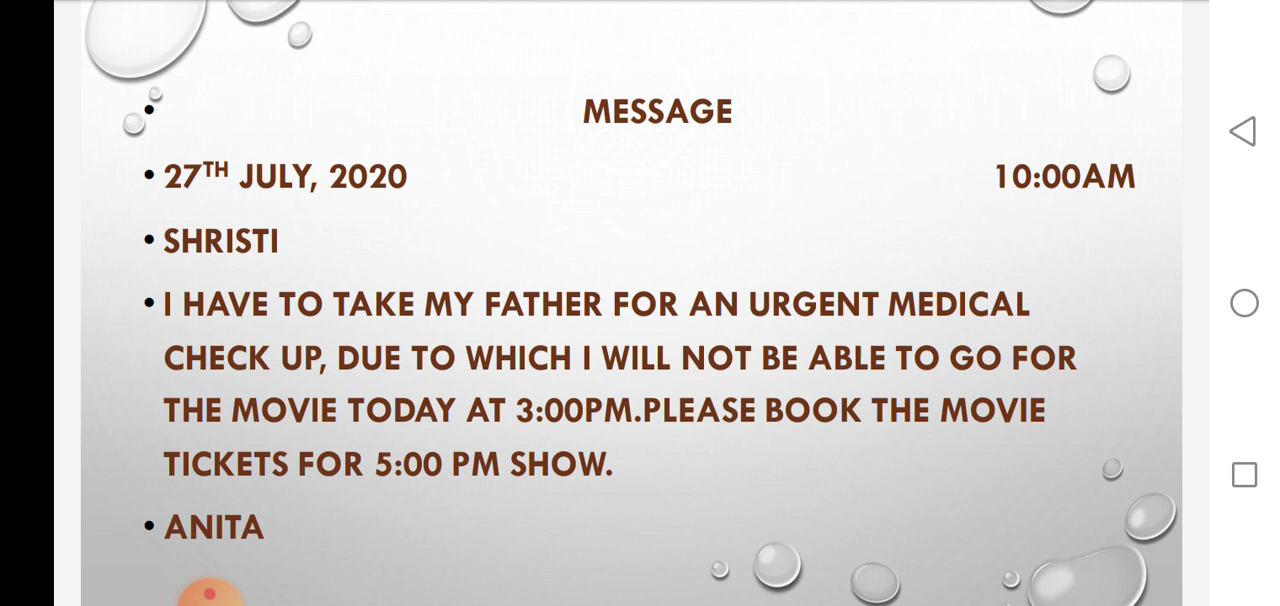 MESSAGE
• 27TH JULY, 2020 10:00AM
• SHRISTI
• I HAVE TO TAKE MY FATHER FOR AN URGENT MEDICAL
CHECK UP, DUE TO WHICH I WILL NOT BE ABLE TO GO FOR
THE MOVIE TODAY AT 3:00PM.PLEASE BOOK THE MOVIE
TICKETS FOR 5:00 PM SHOW.
• ANITA